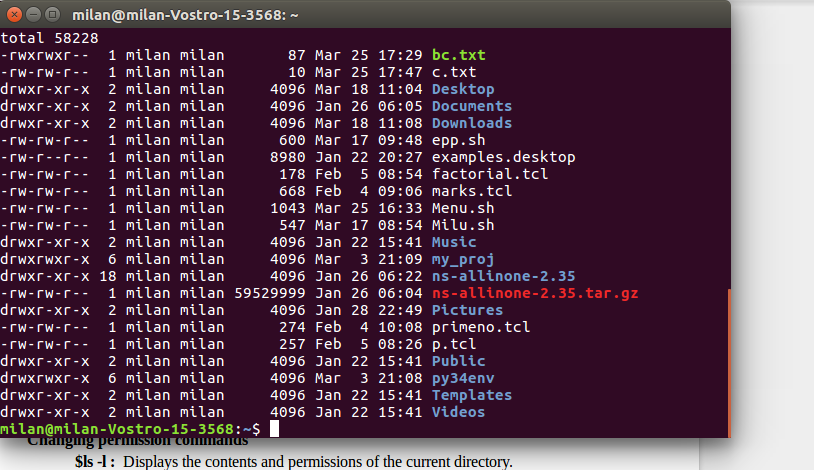 milan@milan-Vostro-15-3568: ~
total 58228
-rwxrwxr-- 1 milan milan 87 Mar 25 17:29 bc.txt
-rw-rw-r-- 1 milan milan 10 Mar 25 17:47 c.txt
drwxr-xr-x 2 milan milan 4096 Mar 18 11:04 Desktop
drwxr-xr-x 2 milan milan 4096 Jan 26 06:05 Documents
drwxr-xr-x 2 milan milan 4096 Mar 18 11:08 Downloads
-rw-rw-r-- 1 milan milan 600 Mar 17 09:48 epp.sh
-rw-r--r-- 1 milan milan 8980 Jan 22 20:27 examples.desktop
-rw-rw-r-- 1 milan milan 178 Feb 5 08:54 factorial.tcl
-rw-rw-r-- 1 milan milan 668 Feb 4 09:06 marks.tcl
-rw-rw-r-- 1 milan milan 1043 Mar 25 16:33 Menu.sh
-rw-rw-r-- 1 milan milan 547 Mar 17 08:54 Milu.sh
drwxr-xr-x 2 milan milan 4096 Jan 22 15:41 Music
drwxrwxr-x 6 milan milan 4096 Mar 3 21:09 my_proj
drwxr-xr-x 18 milan milan 4096 Jan 26 06:22 ns-allinone-2.35
-rw-rw-r-- 1 milan milan 59529999 Jan 26 06:04 ns-allinone-2.35.tar.gz
drwxr-xr-x 2 milan milan 4096 Jan 28 22:49 Pictures
-rw-rw-r-- 1 milan milan 274 Feb 4 10:08 primeno.tcl
-rw-rw-r-- 1 milan milan 257 Feb 5 08:26 p.tcl
drwxr-xr-x 2 milan milan 4096 Jan 22 15:41 Public
drwxrwxr-x 6 milan milan 4096 Mar 3 21:08 py34env
drwxr-xr-x 2 milan milan 4096 Jan 22 15:41 Templates
drwxr-xr-x 2 milan milan 4096 Jan 22 15:41 Videos
milan@milan-Vostro-15-3568:~$
Changing permission commands
$ls -l : Displays the contents and permissions of the current directory.